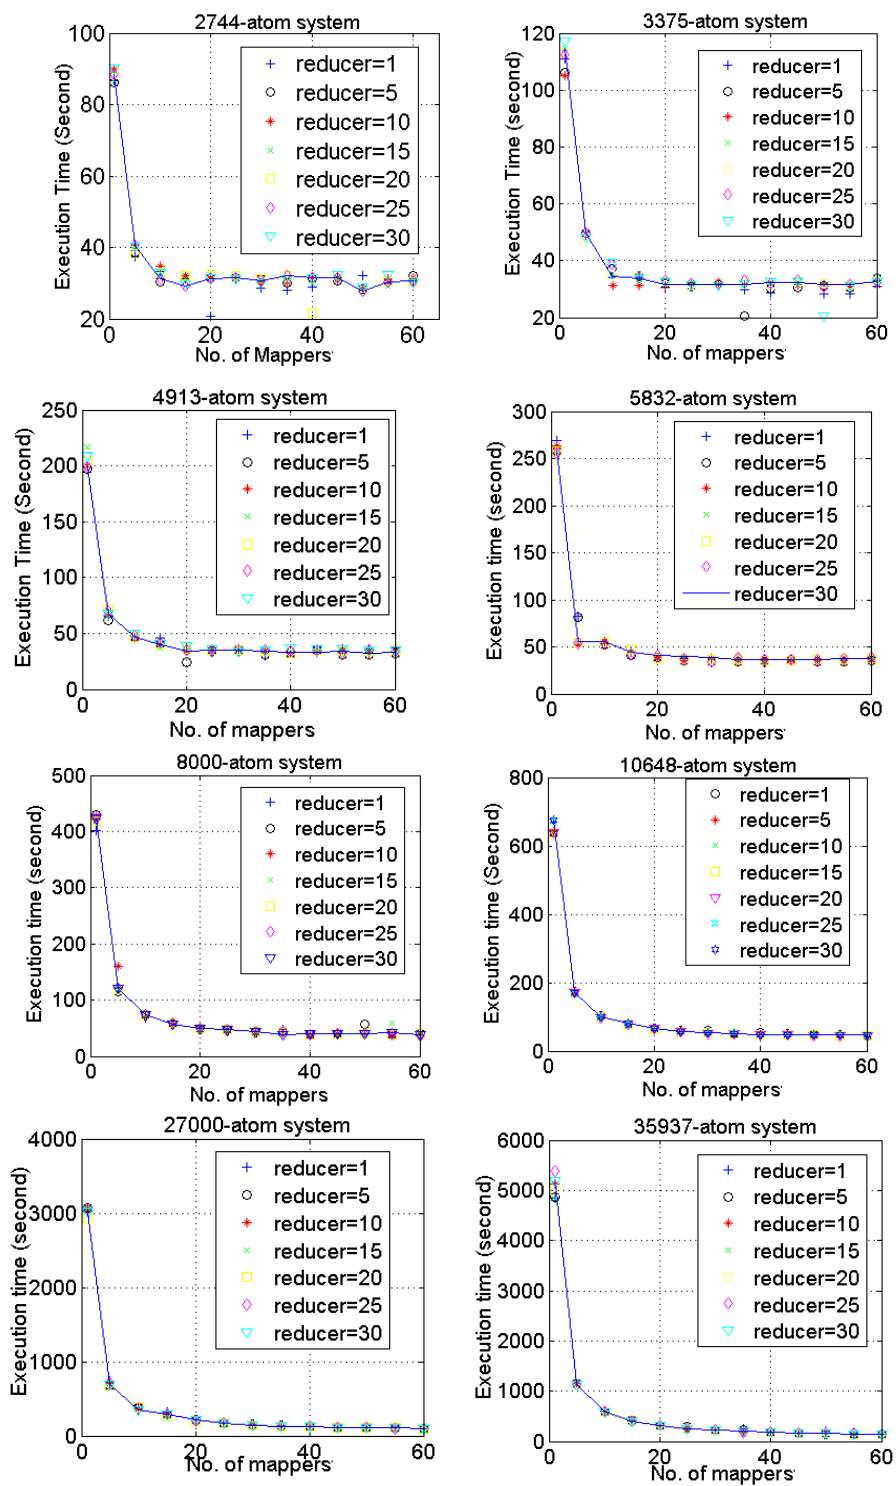 2744-atom system
Execution Time (Second)
100
80
60
40
20
0
20
40
60
No. of Mappers
reducer=1
reducer=5
reducer=10
reducer=15
reducer=20
reducer=25
reducer=30
3375-atom system
Execution Time (second)
120
100
80
60
40
20
0
20
40
60
No. of mappers
reducer=1
reducer=5
reducer=10
reducer=15
reducer=20
reducer=25
reducer=30
4913-atom system
Execution Time (Second)
250
200
150
100
50
0
0
20
40
60
No. of mappers
reducer=1
reducer=5
reducer=10
reducer=15
reducer=20
reducer=25
reducer=30
5832-atom system
Execution time (second)
300
250
200
150
100
50
0
0
20
40
60
No. of mappers
reducer=1
reducer=5
reducer=10
reducer=15
reducer=20
reducer=25
reducer=30
8000-atom system
Execution time (second)
500
400
300
200
100
0
0
20
40
60
No. of mappers
reducer=1
reducer=5
reducer=10
reducer=15
reducer=20
reducer=25
reducer=30
10648-atom system
Execution time (Second)
800
600
400
200
0
0
20
40
60
No. of mappers
reducer=1
reducer=5
reducer=10
reducer=15
reducer=20
reducer=25
reducer=30
27000-atom system
Execution time (second)
4000
3000
2000
1000
0
0
20
40
60
No. of mappers
reducer=1
reducer=5
reducer=10
reducer=15
reducer=20
reducer=25
reducer=30
35937-atom system
Execution time (second)
6000
5000
4000
3000
2000
1000
0
0
20
40
60
No. of mappers
reducer=1
reducer=5
reducer=10
reducer=15
reducer=20
reducer=25
reducer=30